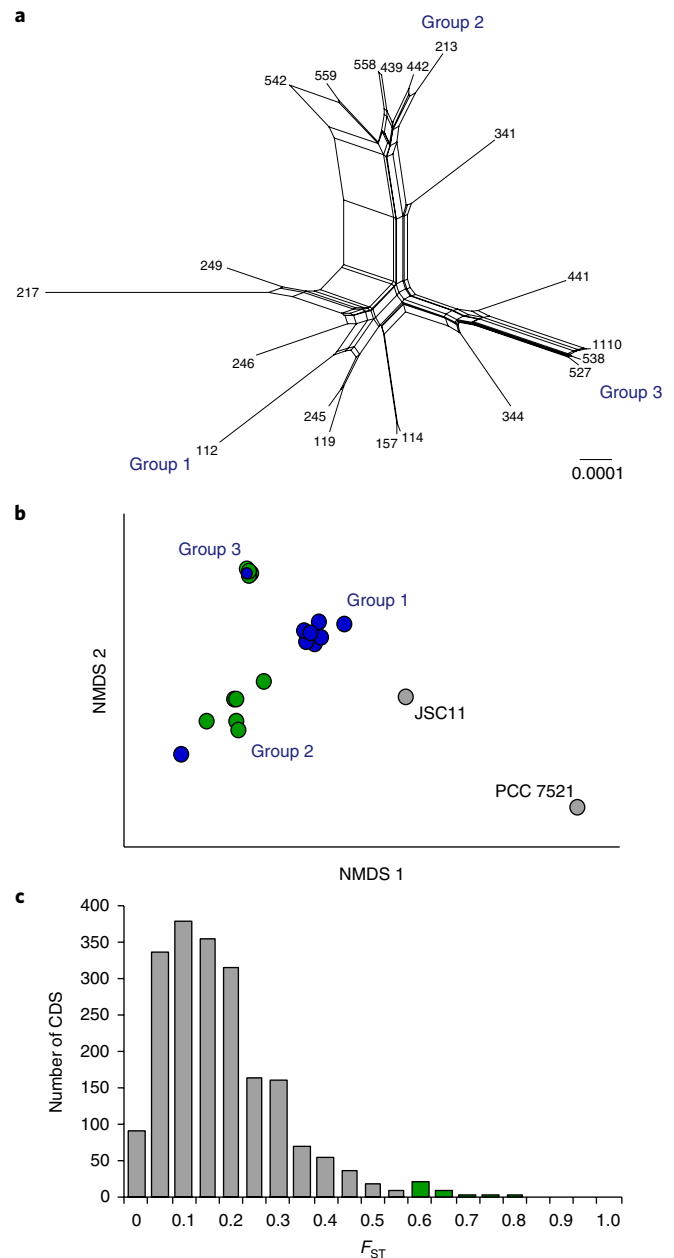 a
Group 2
213
558 439 442
559
542
341
249
217
441
246
1110
538
527
Group 3
344
245
119
157 114
112
Group 1
0.0001
b
Group 3
Group 1
NMDS 2
JSC11
Group 2
PCC 7521
NMDS 1
c
400
350
300
250
200
150
100
50
0
Number of CDS
0 0.1 0.2 0.3 0.4 0.5 0.6 0.7 0.8 0.9 1.0
FST